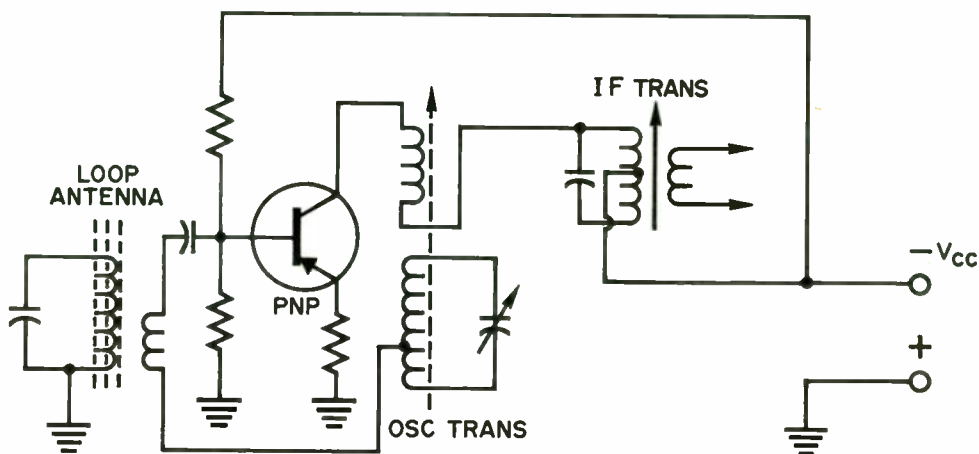 IF TRANS
LOOP
ANTENNA
PNP
– VCC
+
OSC TRANS